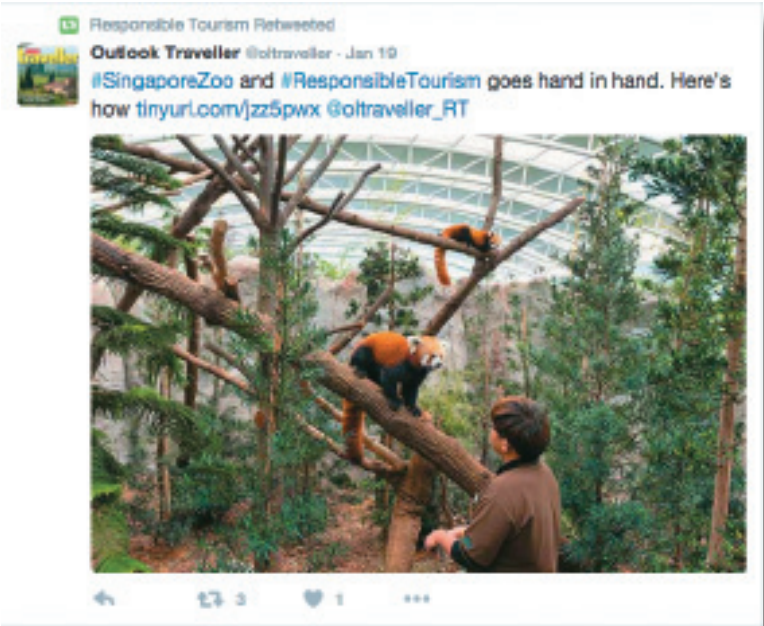 Responsible Tourism Retweeted
Outlook Traveller @oltraveller - Jan 19
#SingaporeZoo and #ResponsibleTourism goes hand in hand. Here's
how tinyurl.com/jzz5pwx @oltraveller_RT
3 1